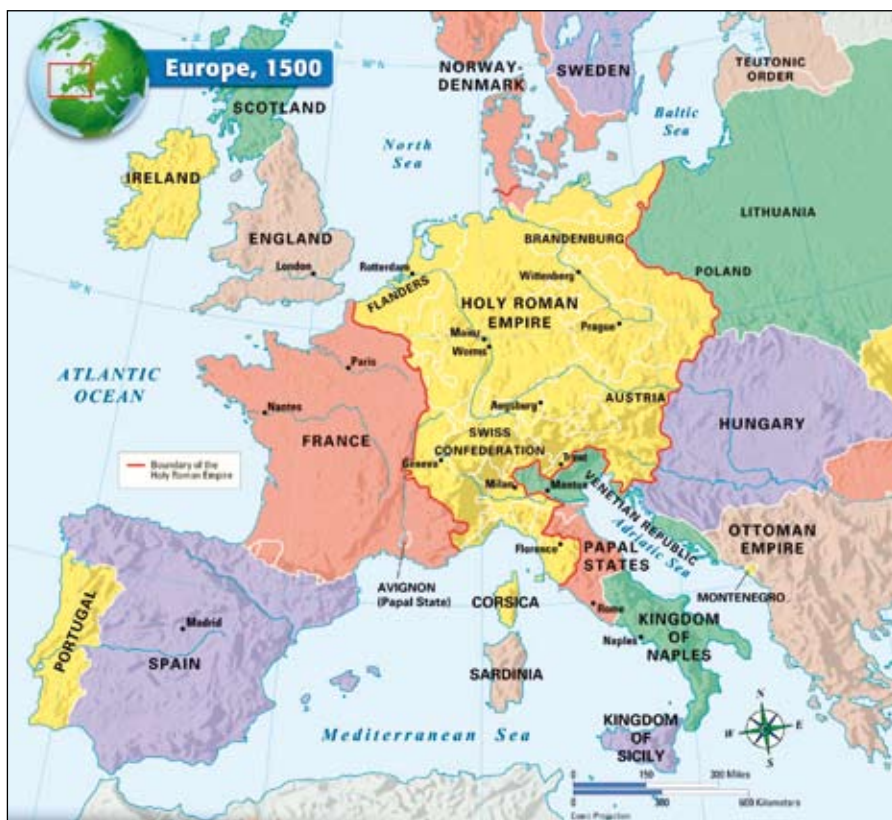 Europe, 1500
NORWAY-
DENMARK
SWEDEN
TEUTONIC
ORDER
SCOTLAND
North
Sea
Baltic
Sea
IRELAND
ENGLAND
London
LITHUANIA
BRANDENBURG
Rotterdam
FLANDERS
Wittenberg
POLAND
HOLY ROMAN
EMPIRE
50° N
Mainz
Worms
Prague
Paris
ATLANTIC
OCEAN
Nantes
Augsburg
AUSTRIA
HUNGARY
FRANCE
SWISS
CONFEDERATION
Geneva
Boundary of the
Holy Roman Empire
Trent
Milan
Mantua
VENETIAN REPUBLIC
Adriatic Sea
OTTOMAN
EMPIRE
Florence
PAPAL
STATES
MONTENEGRO
AVIGNON
(Papal State)
CORSICA
Rome
PORTUGAL
Madrid
SPAIN
KINGDOM
OF
NAPLES
Naples
SARDINIA
Mediterranean Sea
KINGDOM
OF
SICILY
N
W
E
S
0 150 300 Miles
0 300 600 Kilometers